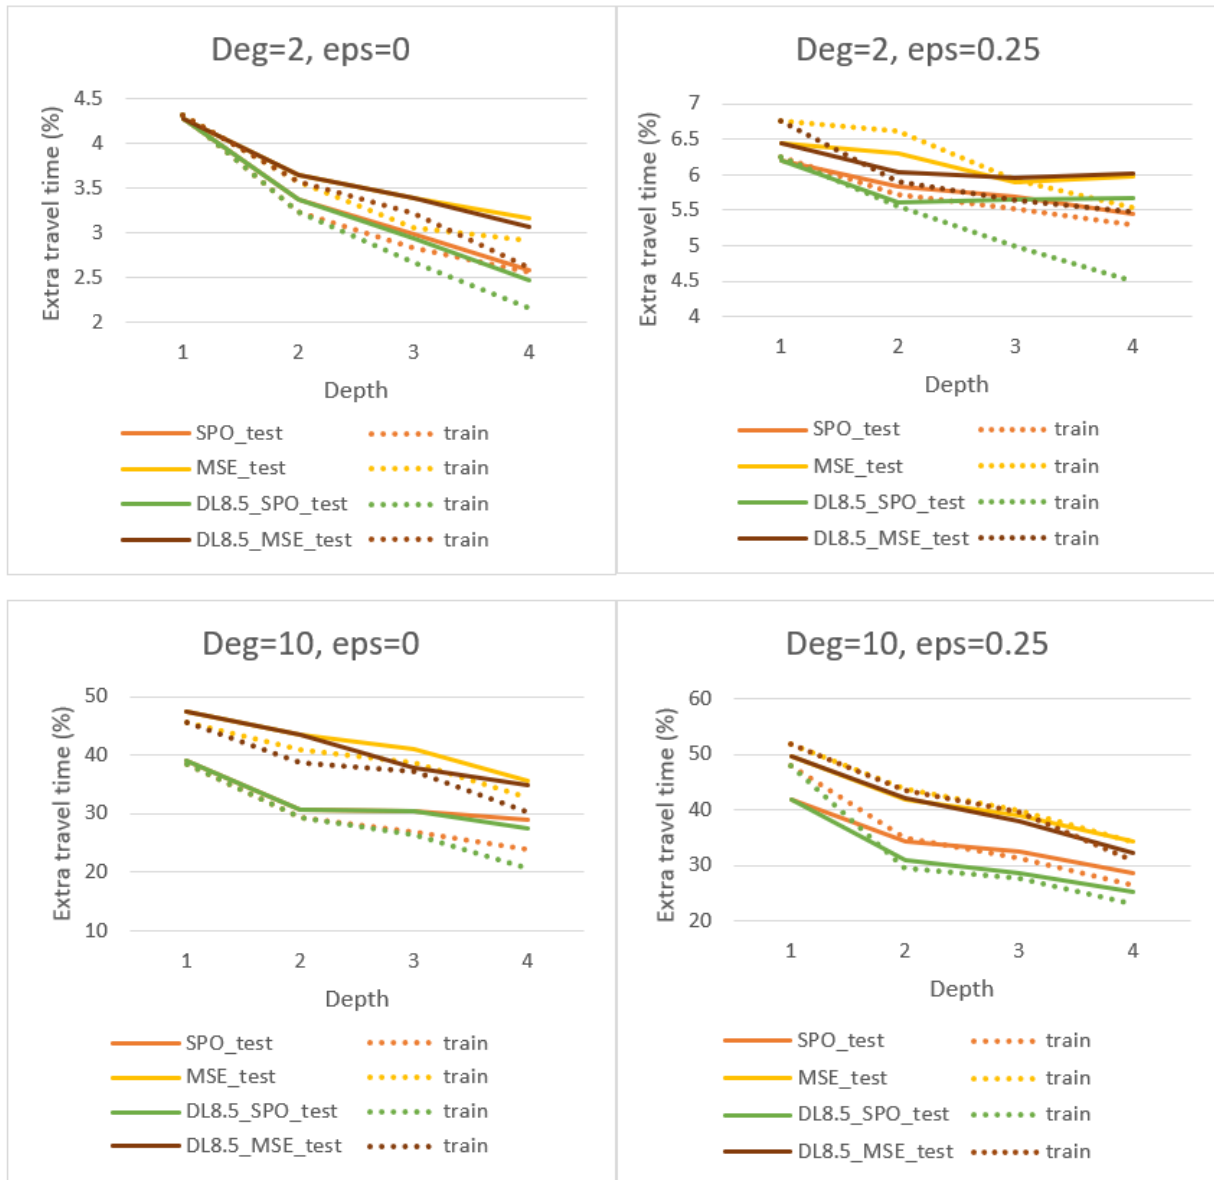 Deg=2, eps=0
Extra travel time (%)
4.5
4
3.5
3
2.5
2
1 2 3 4
Depth
SPO_test train
MSE_test train
DL8.5_SPO_test train
DL8.5_MSE_test train
Deg=2, eps=0.25
Extra travel time (%)
7
6.5
6
5.5
5
4.5
4
1 2 3 4
Depth
SPO_test train
MSE_test train
DL8.5_SPO_test train
DL8.5_MSE_test train
Deg=10, eps=0
Extra travel time (%)
50
40
30
20
10
1 2 3 4
Depth
SPO_test train
MSE_test train
DL8.5_SPO_test train
DL8.5_MSE_test train
Deg=10, eps=0.25
Extra travel time (%)
60
50
40
30
20
1 2 3 4
Depth
SPO_test train
MSE_test train
DL8.5_SPO_test train
DL8.5_MSE_test train